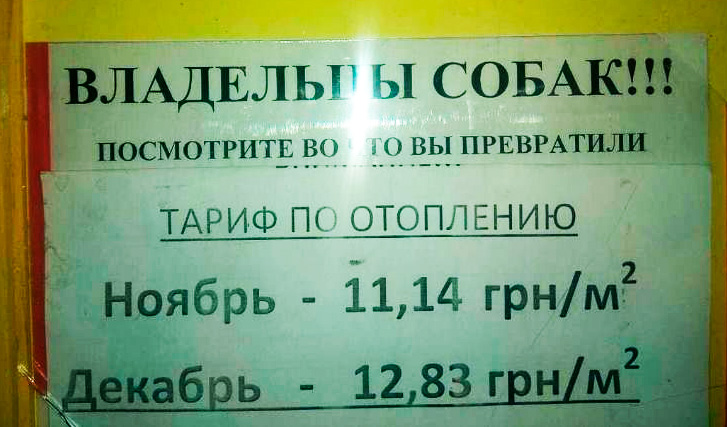 ВЛАДЕЛЬЦЫ СОБАК!!!
ПОСМОТРИТЕ ВО ЧТО ВЫ ПРЕВРАТИЛИ
ТАРИФ ПО ОТОПЛЕНИЮ
Ноябрь - 11,14 грн/м²
Декабрь - 12,83 грн/м²